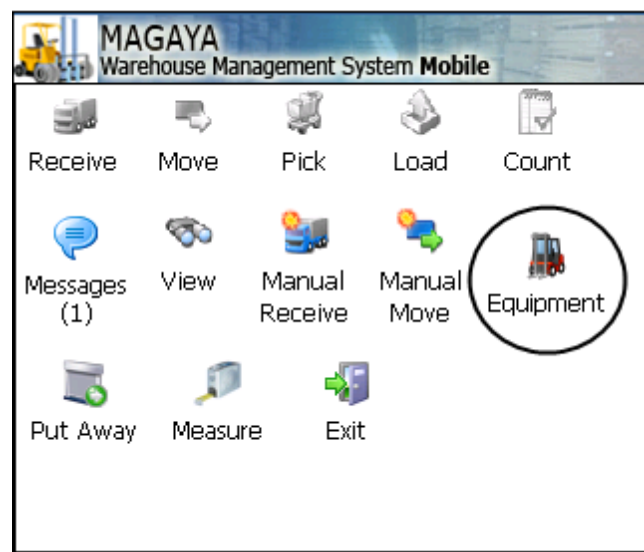 MAGAYA
Warehouse Management System Mobile
Receive
Move
Pick
Load
Count
Messages
(1)
View
Manual
Receive
Manual
Move
Equipment
Put Away
Measure
Exit